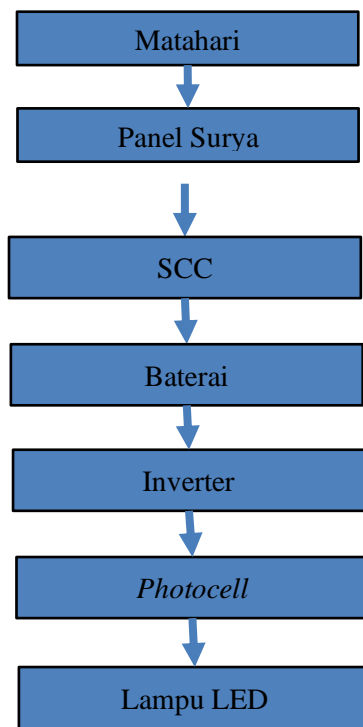 Matahari
Panel Surya
SCC
Baterai
Inverter
Photocell
Lampu LED